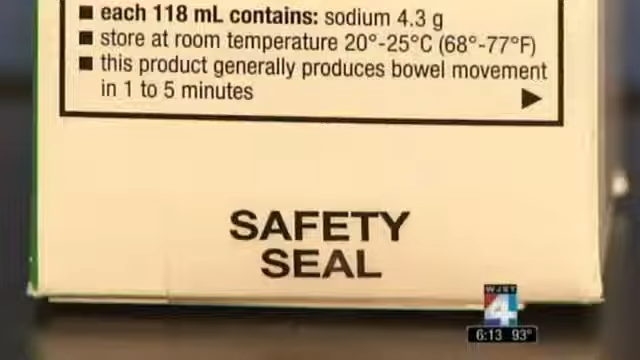 ■ each 118 mL contains: sodium 4.3 g
■ store at room temperature 20°-25°C (68°-77°F)
■ this product generally produces bowel movement
in 1 to 5 minutes
SAFETY
SEAL
WJXT
4
6:13 93°